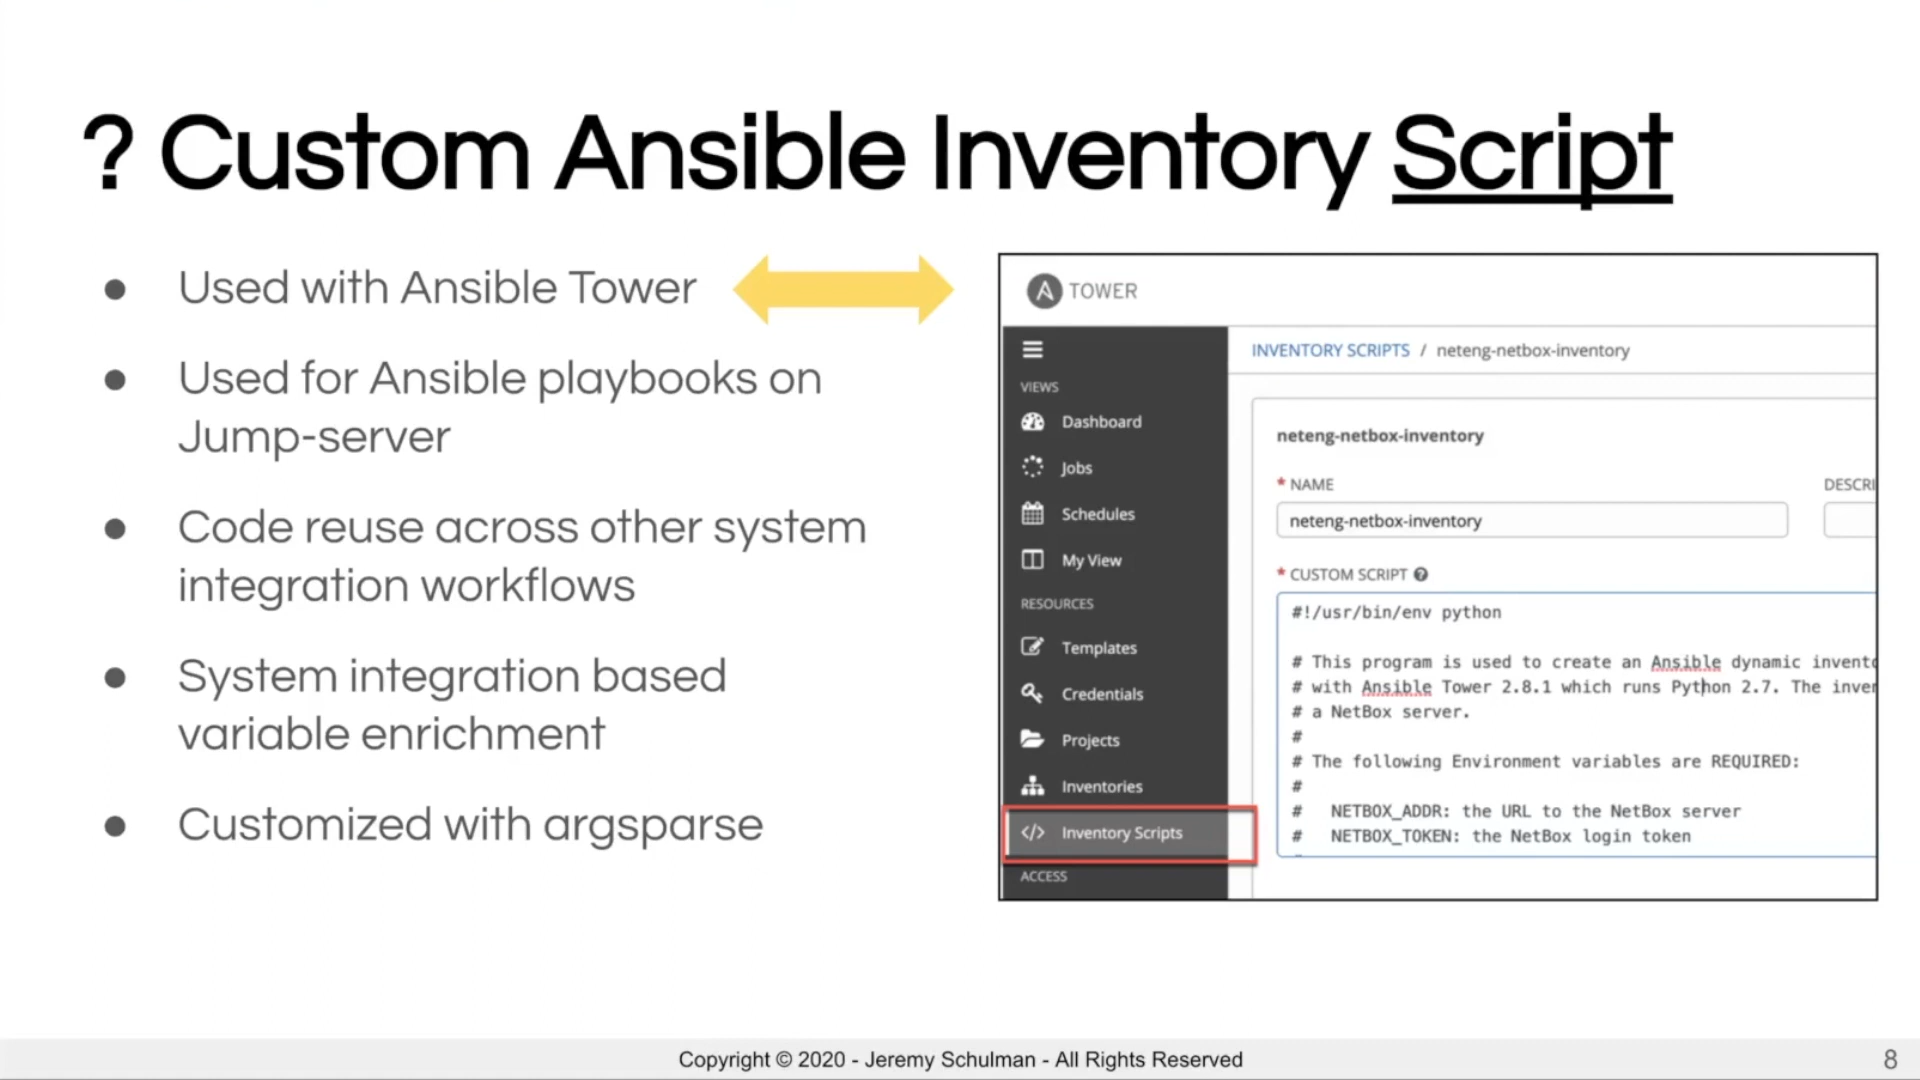 ? Custom Ansible Inventory Script
● Used with Ansible Tower
● Used for Ansible playbooks on
Jump-server
● Code reuse across other system
integration workflows
● System integration based
variable enrichment
● Customized with argsparse
A TOWER
VIEWS
Dashboard
Jobs
Schedules
My View
RESOURCES
Templates
Credentials
Projects
Inventories
</> Inventory Scripts
ACCESS
INVENTORY SCRIPTS / neteng-netbox-inventory
neteng-netbox-inventory
* NAME
DESCRI
neteng-netbox-inventory
* CUSTOM SCRIPT ?
#!/usr/bin/env python
# This program is used to create an Ansible dynamic invento
# with Ansible Tower 2.8.1 which runs Python 2.7. The inver
# a NetBox server.
#
# The following Environment variables are REQUIRED:
#
#   NETBOX_ADDR: the URL to the NetBox server
#   NETBOX_TOKEN: the NetBox login token
Copyright © 2020 - Jeremy Schulman - All Rights Reserved
8